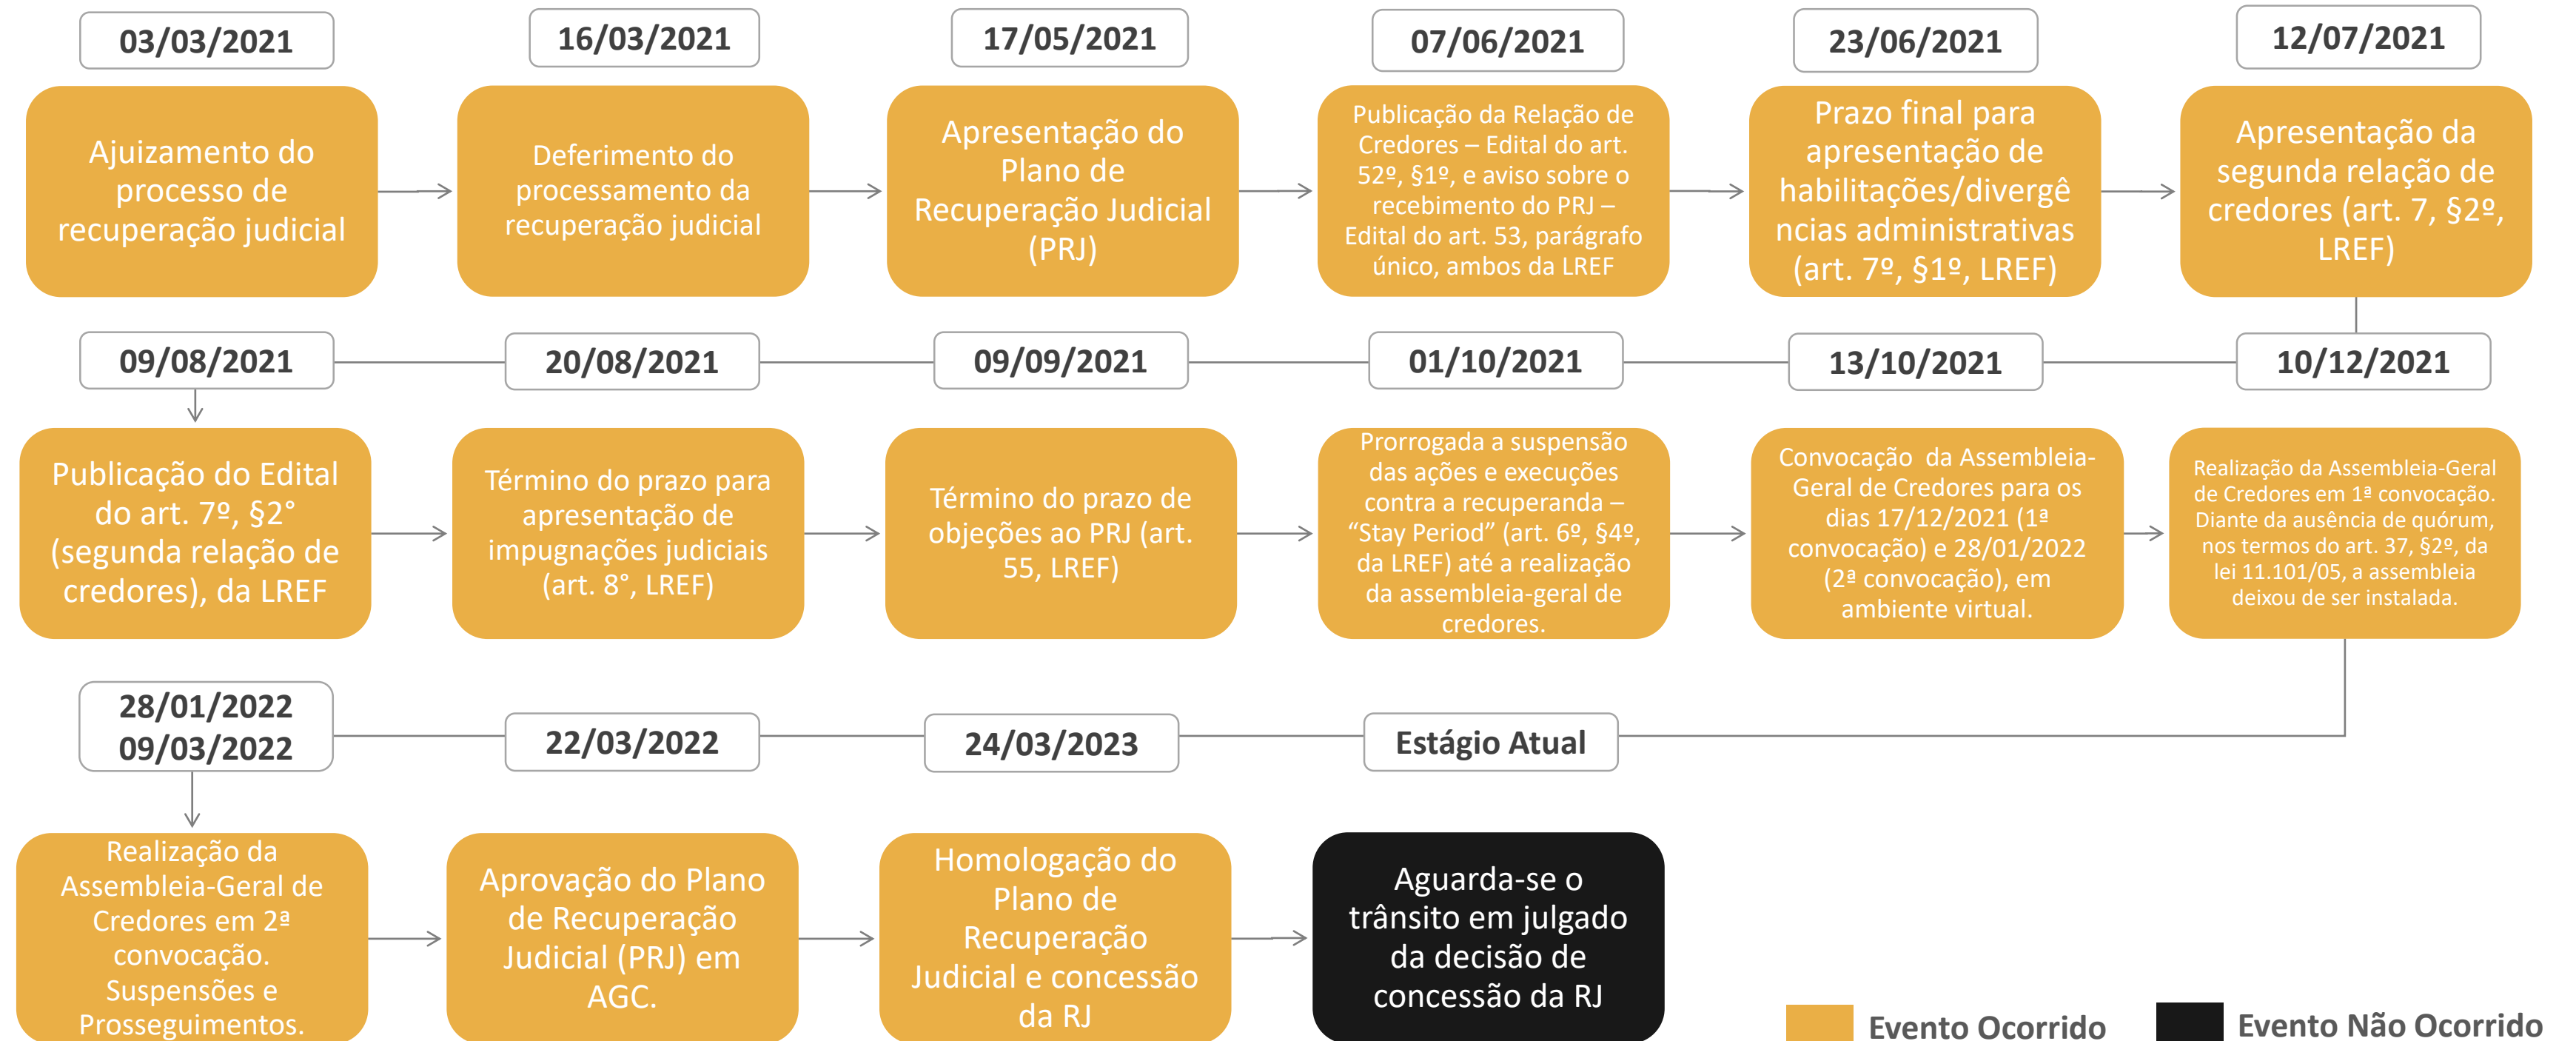 03/03/2021
Ajuizamento do
processo de
recuperação judicial
16/03/2021
Deferimento do
processamento da
recuperação judicial
17/05/2021
Apresentação do
Plano de
Recuperação Judicial
(PRJ)
07/06/2021
Publicação da Relação de
Credores – Edital do art.
52º, §1º, e aviso sobre o
recebimento do PRJ –
Edital do art. 53, parágrafo
único, ambos da LREF
23/06/2021
Prazo final para
apresentação de
habilitações/divergê
ncias administrativas
(art. 7º, §1º, LREF)
12/07/2021
Apresentação da
segunda relação de
credores (art. 7, §2º,
LREF)
09/08/2021
Publicação do Edital
do art. 7º, §2°
(segunda relação de
credores), da LREF
20/08/2021
Término do prazo para
apresentação de
impugnações judiciais
(art. 8°, LREF)
09/09/2021
Término do prazo de
objeções ao PRJ (art.
55, LREF)
01/10/2021
Prorrogada a suspensão
das ações e execuções
contra a recuperanda –
“Stay Period” (art. 6º, §4º,
da LREF) até a realização
da assembleia-geral de
credores.
13/10/2021
Convocação da Assembleia-
Geral de Credores para os
dias 17/12/2021 (1ª
convocação) e 28/01/2022
(2ª convocação), em
ambiente virtual.
10/12/2021
Realização da Assembleia-Geral
de Credores em 1ª convocação.
Diante da ausência de quórum,
nos termos do art. 37, §2º, da
lei 11.101/05, a assembleia
deixou de ser instalada.
28/01/2022
09/03/2022
Realização da
Assembleia-Geral de
Credores em 2ª
convocação.
Suspensões e
Prosseguimentos.
22/03/2022
Aprovação do Plano
de Recuperação
Judicial (PRJ) em
AGC.
24/03/2023
Homologação do
Plano de
Recuperação
Judicial e concessão
da RJ
Estágio Atual
Aguarda-se o
trânsito em julgado
da decisão de
concessão da RJ
Evento Ocorrido
Evento Não Ocorrido